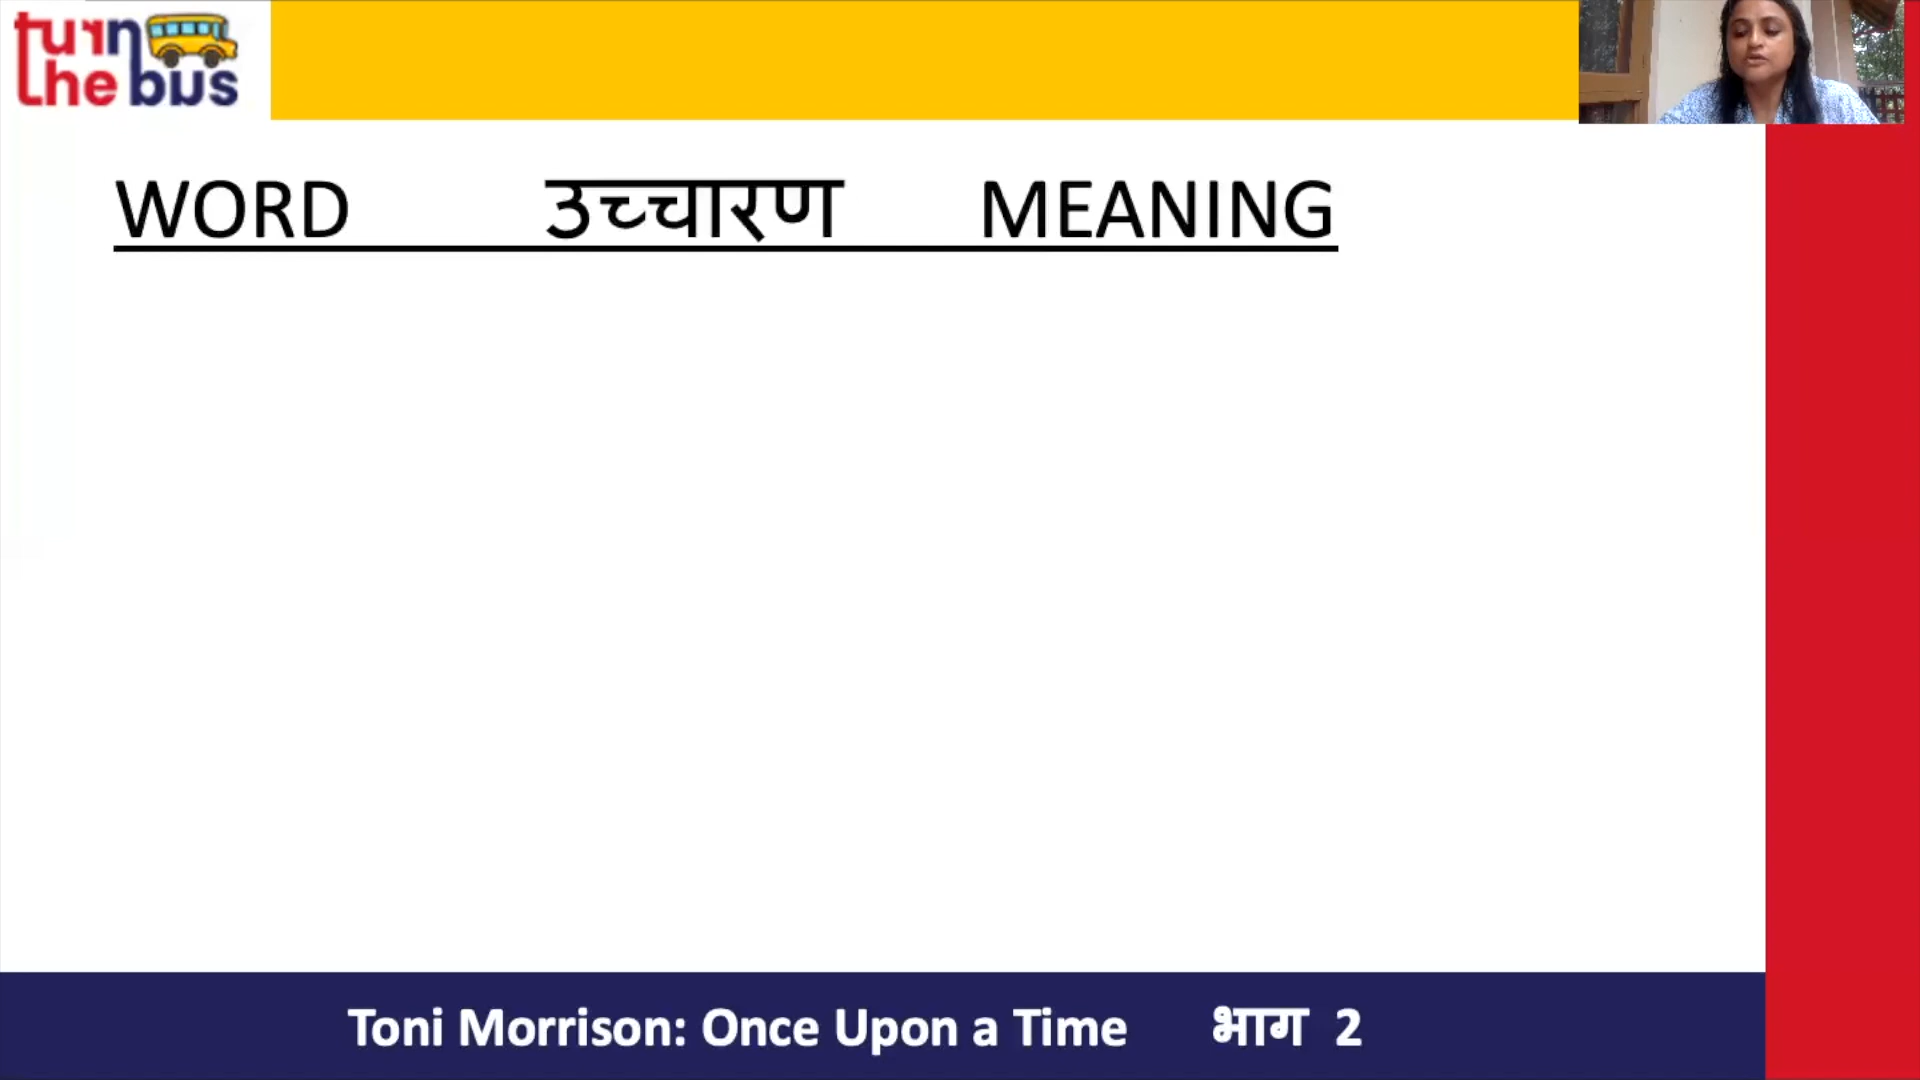 turn
the bus
WORD उच्चारण MEANING
Toni Morrison: Once Upon a Time भाग 2